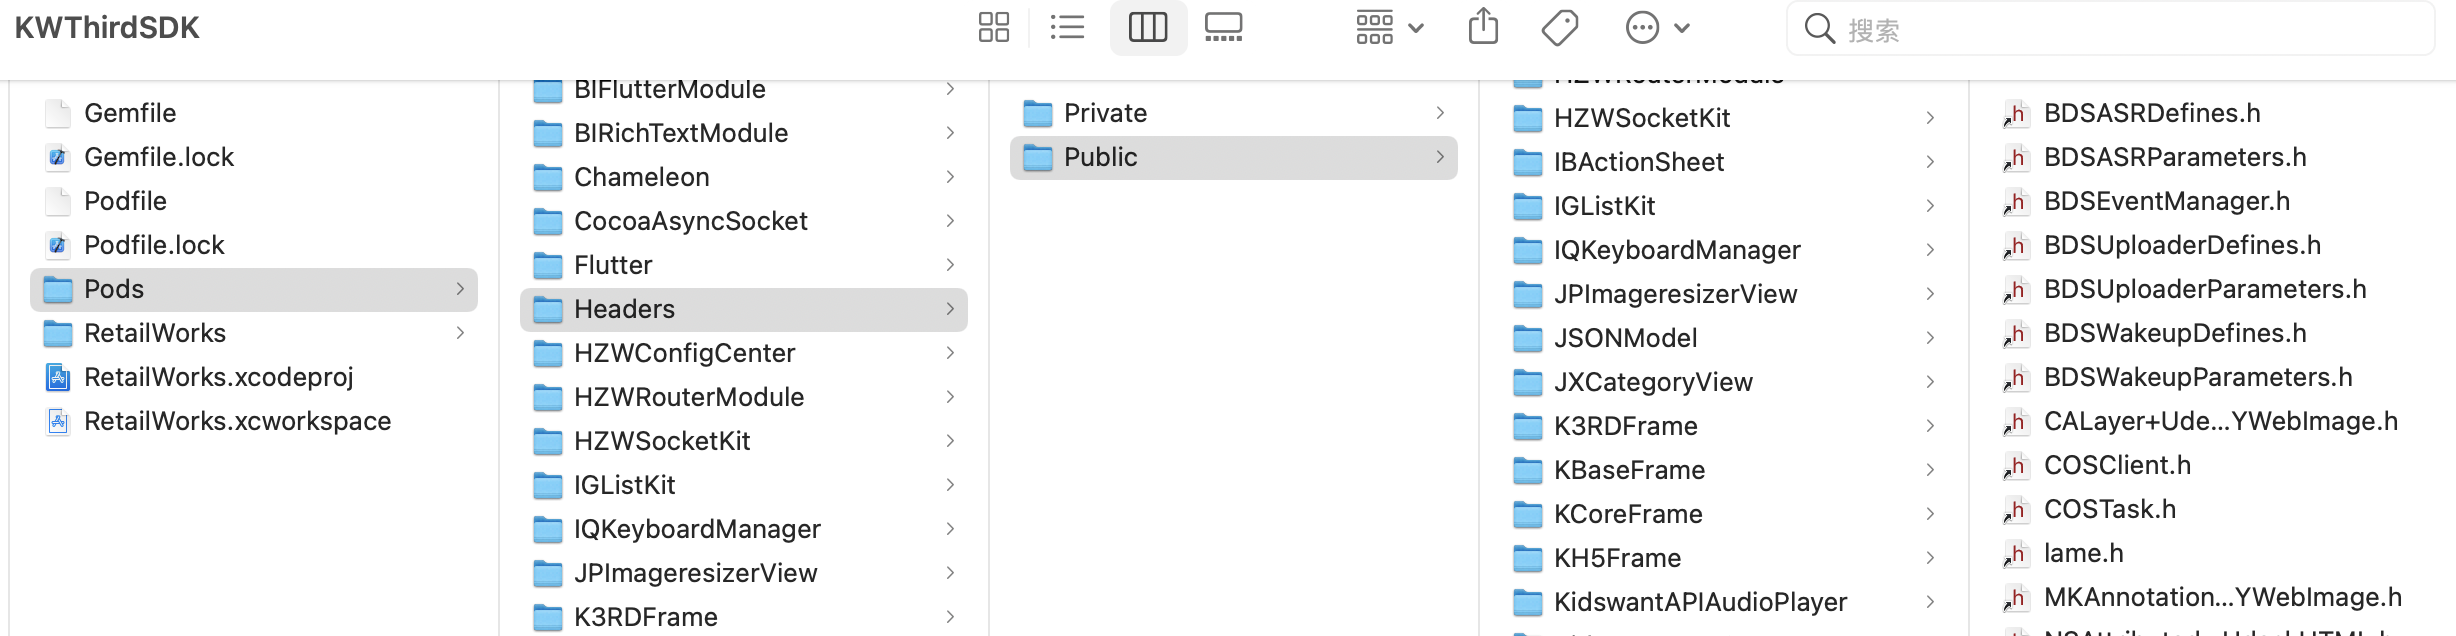 KWThirdSDK
搜索
Gemfile
Gemfile.lock
Podfile
Podfile.lock
Pods
RetailWorks
RetailWorks.xcodeproj
RetailWorks.xcworkspace
BIFlutterModule
BIRichTextModule
Chameleon
CocoaAsyncSocket
Flutter
Headers
HZWConfigCenter
HZWRouterModule
HZWSocketKit
IGListKit
IQKeyboardManager
JPImageresizerView
K3RDFrame
Private
Public
HZWRouterModule
HZWSocketKit
IBActionSheet
IGListKit
IQKeyboardManager
JPImageresizerView
JSONModel
JXCategoryView
K3RDFrame
KBaseFrame
KCoreFrame
KH5Frame
KidswantAPIAudioPlayer
BDSASRDefines.h
BDSASRParameters.h
BDSEventManager.h
BDSUploaderDefines.h
BDSUploaderParameters.h
BDSWakeupDefines.h
BDSWakeupParameters.h
CALayer+Ude...YWebImage.h
COSClient.h
COSTask.h
lame.h
MKAnnotation...YWebImage.h